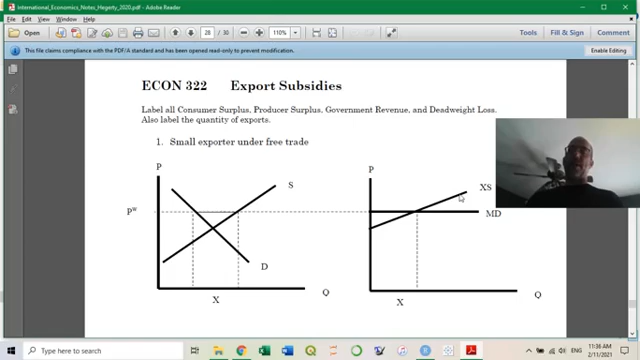 International_Economics_Notes_Hegerty_2020.pdf - Adobe Reader
File Edit View Window Help
Open
28 / 30
110%
Tools
Fill & Sign
Comment
This file claims compliance with the PDF/A standard and has been opened read-only to prevent modification.
Enable Editing
ECON 322 Export Subsidies
Label all Consumer Surplus, Producer Surplus, Government Revenue, and Deadweight Loss.
Also label the quantity of exports.
1. Small exporter under free trade
P
S
Pᵂ
D
X
Q
P
XS
MD
X
Q
Type here to search
ENG
11:36 AM
2/11/2021